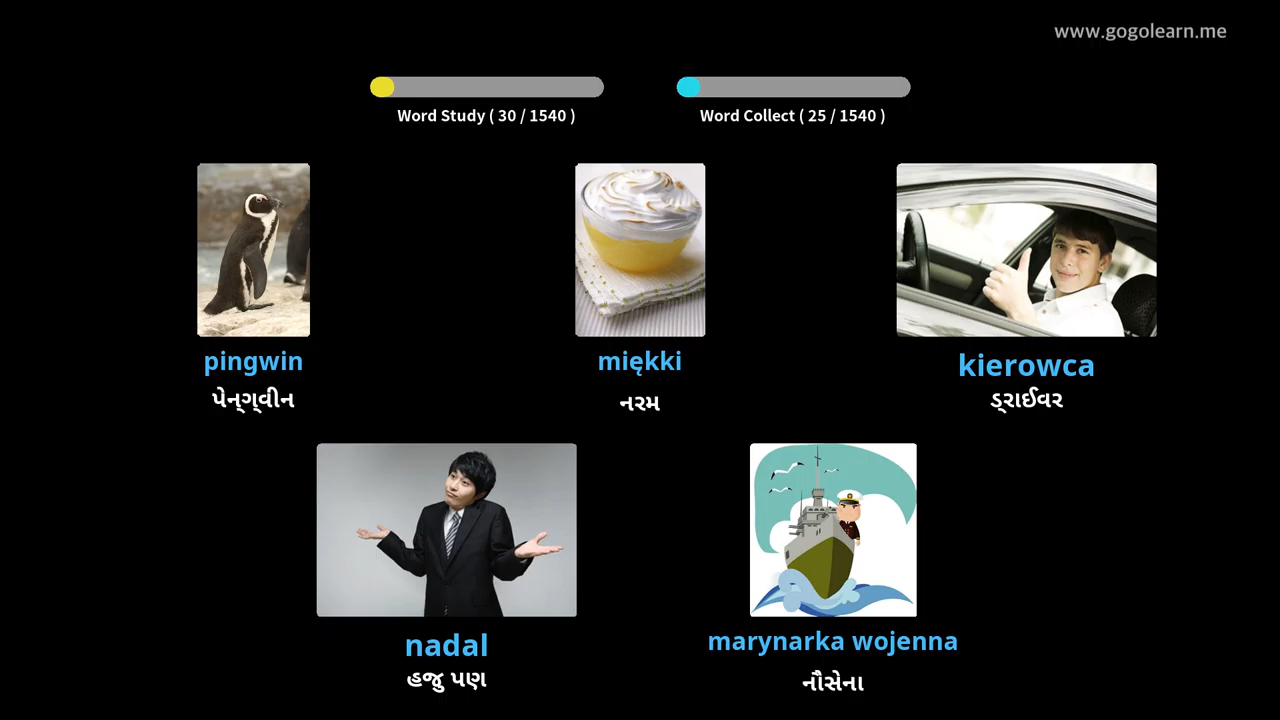 www.gogolearn.me
Word Study ( 30 / 1540 )
Word Collect ( 25 / 1540 )
pingwin
પેન્ગ્વીન
miękki
નરમ
kierowca
ડ્રાઈવર
nadal
હજુ પણ
marynarka wojenna
નૌસેના